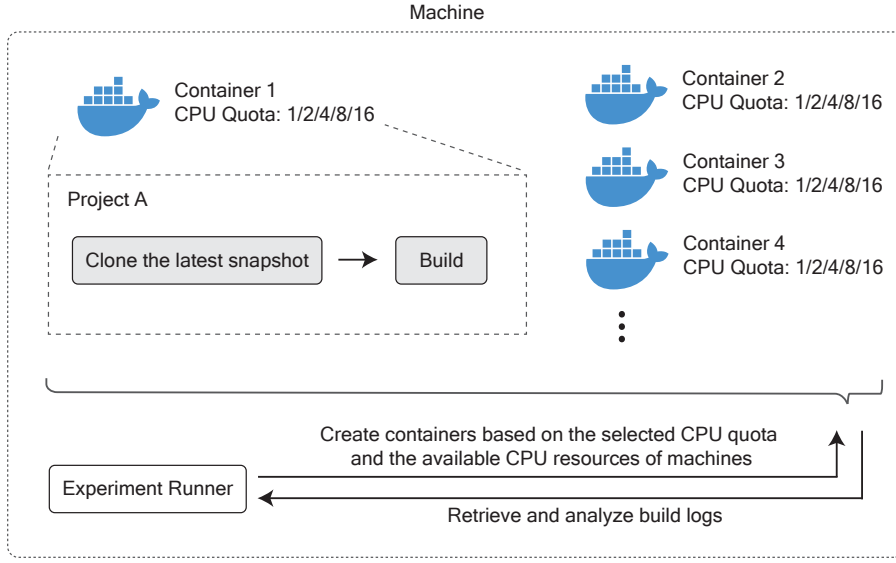 Machine
Container 1
CPU Quota: 1/2/4/8/16
Project A
Clone the latest snapshot
Build
Container 2
CPU Quota: 1/2/4/8/16
Container 3
CPU Quota: 1/2/4/8/16
Container 4
CPU Quota: 1/2/4/8/16
Create containers based on the selected CPU quota
and the available CPU resources of machines
Experiment Runner
Retrieve and analyze build logs